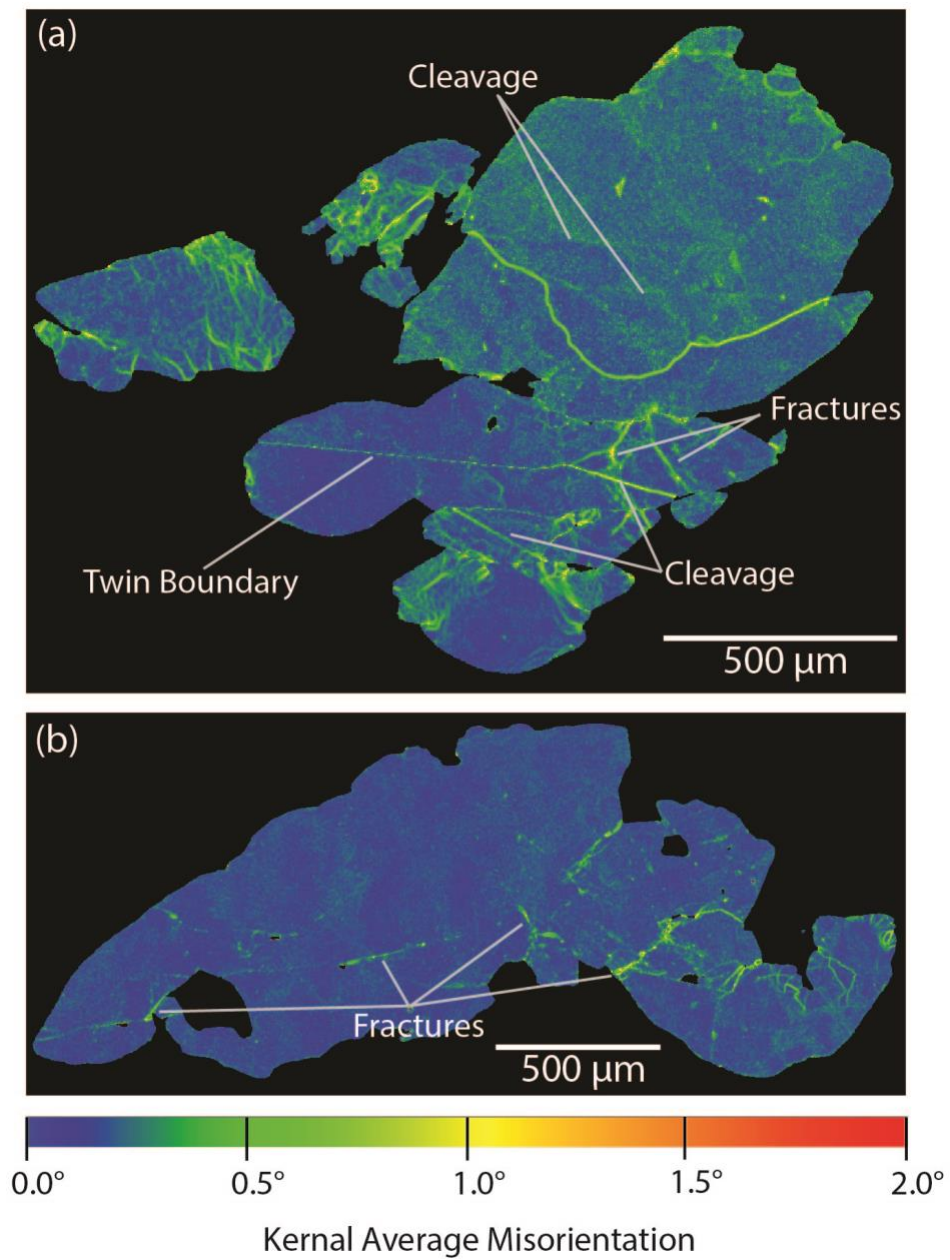 (a)
Cleavage
Fractures
Twin Boundary
Cleavage
500 µm
(b)
Fractures
500 µm
0.0° 0.5° 1.0° 1.5° 2.0°
Kernal Average Misorientation